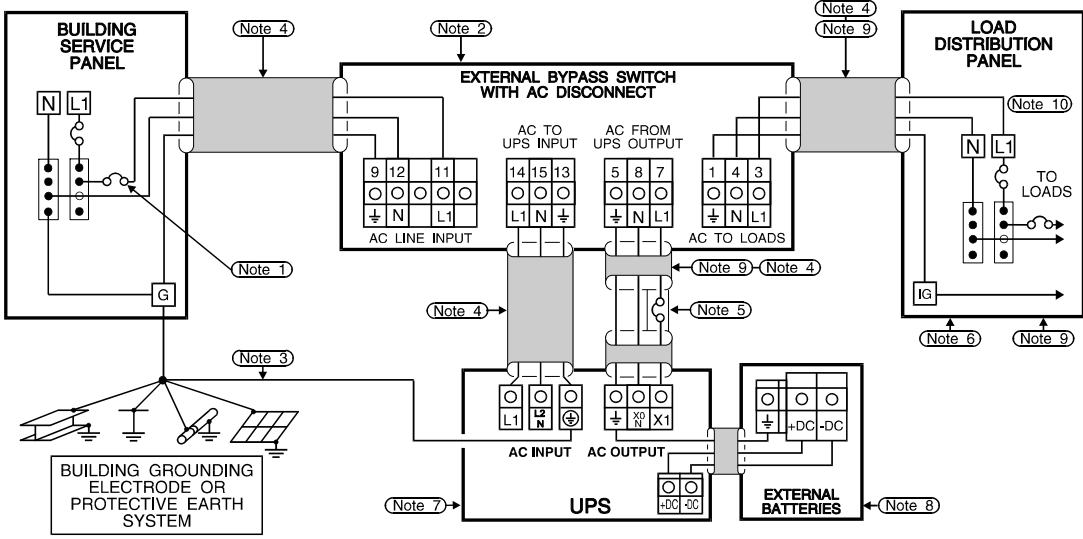 BUILDING
SERVICE
PANEL
Note 4
Note 2
Note 4
Note 9
LOAD
DISTRIBUTION
PANEL
EXTERNAL BYPASS SWITCH
WITH AC DISCONNECT
N L1
Note 10
AC TO
UPS INPUT
AC FROM
UPS OUTPUT
N L1
9 12 11
14 15 13
5 8 7
1 4 3
TO
LOADS
N L1
L1 N
N L1
N L1
AC LINE INPUT
AC TO LOADS
Note 1
Note 9 Note 4
G
IG
Note 4
Note 5
Note 6
Note 9
Note 3
L1
L2
N
X0
N
X1
+DC -DC
AC INPUT
AC OUTPUT
BUILDING GROUNDING
ELECTRODE OR
PROTECTIVE EARTH
SYSTEM
+DC -DC
UPS
EXTERNAL
BATTERIES
Note 7
Note 8